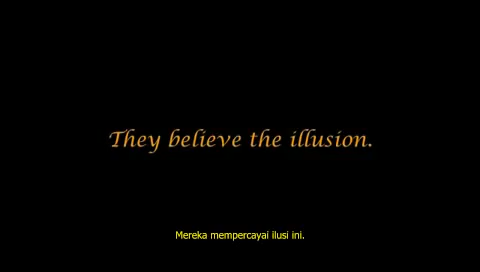 They believe the illusion.
Mereka mempercayai ilusi ini.